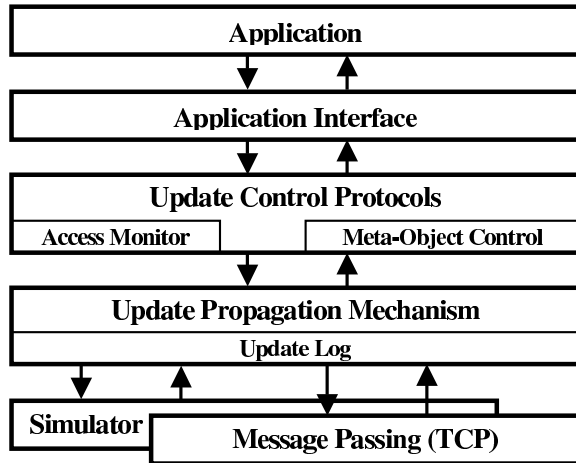 Application
Application Interface
Update Control Protocols
Access Monitor
Meta-Object Control
Update Propagation Mechanism
Update Log
Simulator
Message Passing (TCP)